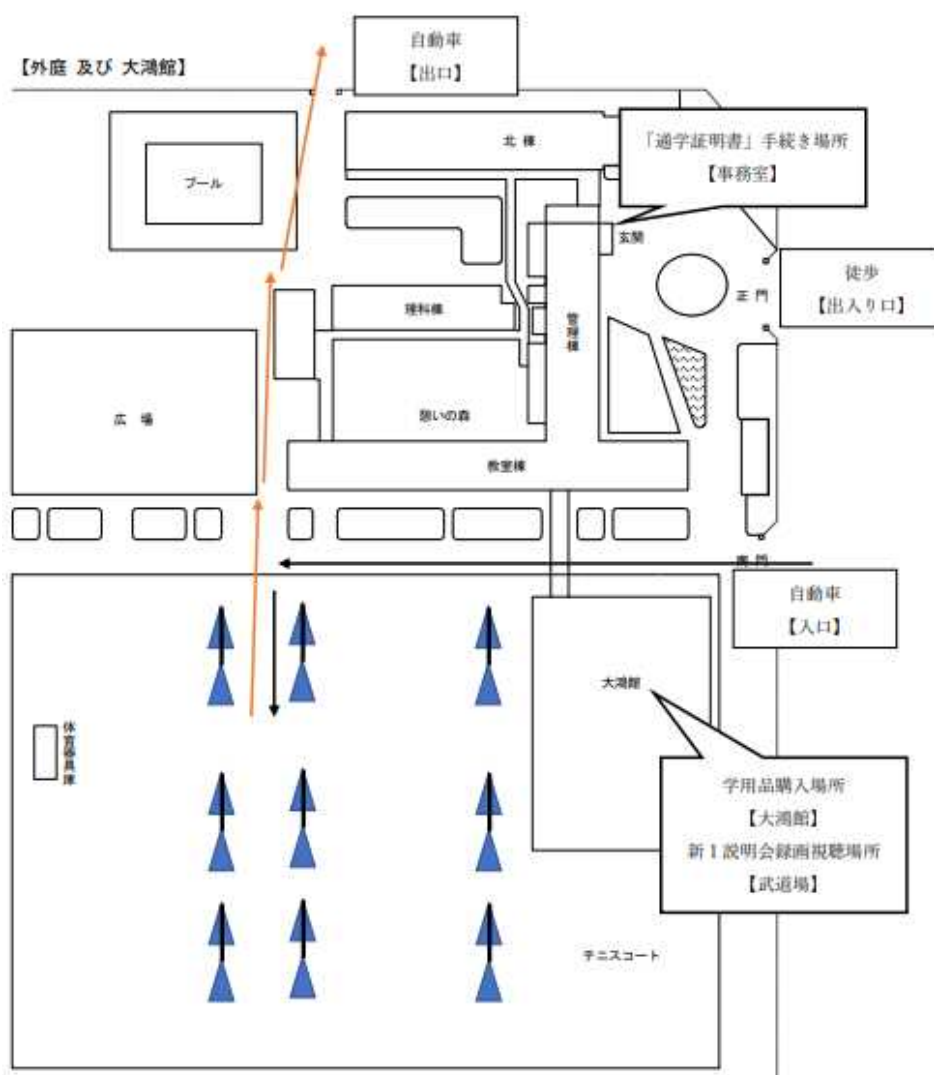 自動車
【出口】
【外庭 及び 大鴻館】
北 棟
「通学証明書」手続き場所
【事務室】
プール
玄関
徒歩
【出入り口】
正 門
理科棟
管理棟
広 場
憩いの森
教室棟
南 門
自動車
【入口】
大鴻館
体育器具庫
学用品購入場所
【大鴻館】
新１説明会録画視聴場所
【武道場】
テニスコート